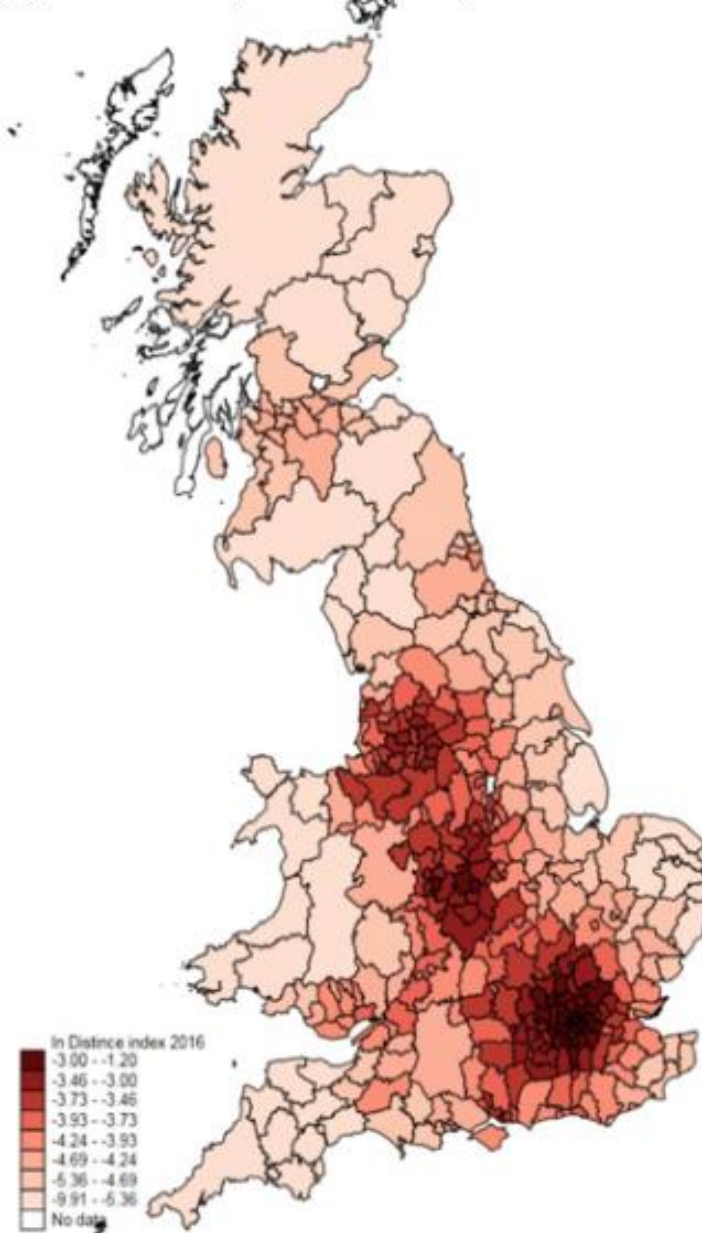 ln Distince index 2016
-3.00 - -1.20
-3.46 - -3.00
-3.73 - -3.46
-3.93 - -3.73
-4.24 - -3.93
-4.69 - -4.24
-5.36 - -4.69
-9.91 - -5.36
No data